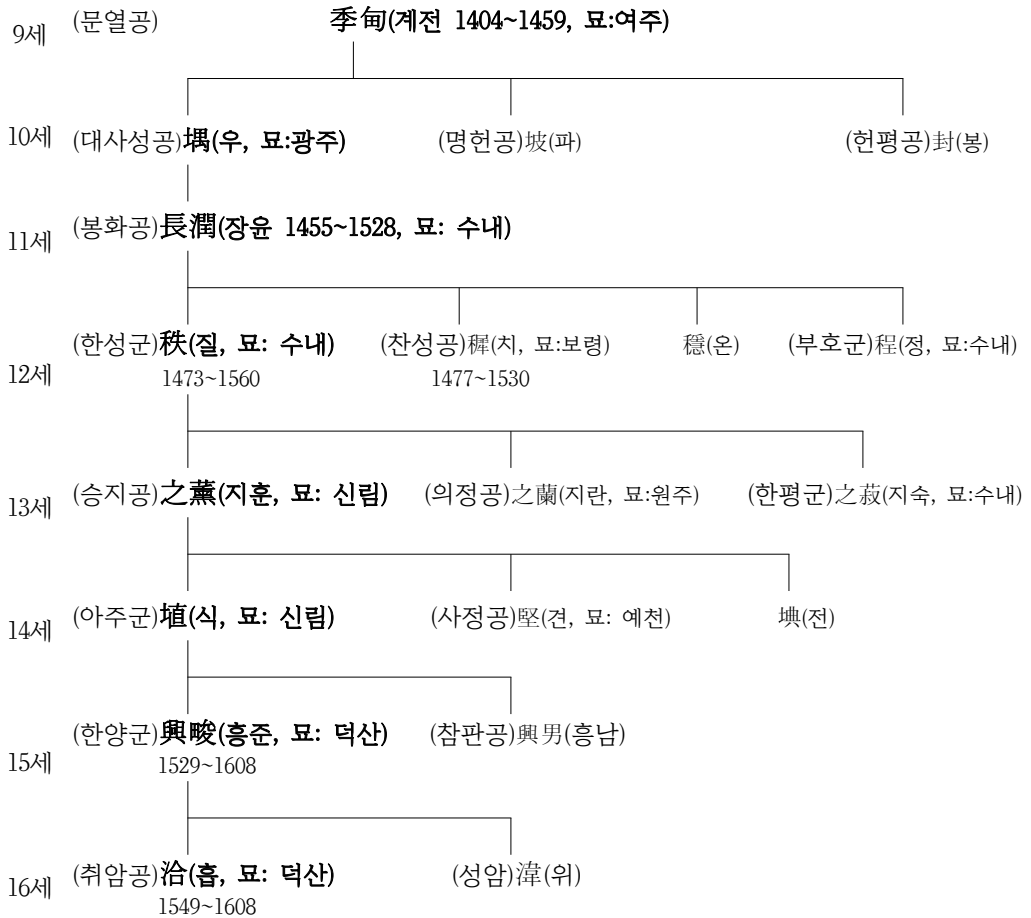 9세 (문열공) 季甸(계전 1404~1459, 묘:여주)
10세 (대사성공)堣(우, 묘:광주) (명헌공)坡(파) (헌평공)封(봉)
11세 (봉화공)長潤(장윤 1455~1528, 묘: 수내)
12세 (한성군)秩(질, 묘: 수내) (찬성공)穉(치, 묘:보령) 穩(온) (부호군)程(정, 묘:수내)
1473~1560 1477~1530
13세 (승지공)之薰(지훈, 묘: 신림) (의정공)之蘭(지란, 묘:원주) (한평군)之菽(지숙, 묘:수내)
14세 (아주군)埴(식, 묘: 신림) (사정공)堅(견, 묘: 예천) 㙉(전)
15세 (한양군)興畯(흥준, 묘: 덕산) (참판공)興男(흥남)
1529~1608
16세 (취암공)洽(흡, 묘: 덕산) (성암)湋(위)
1549~1608